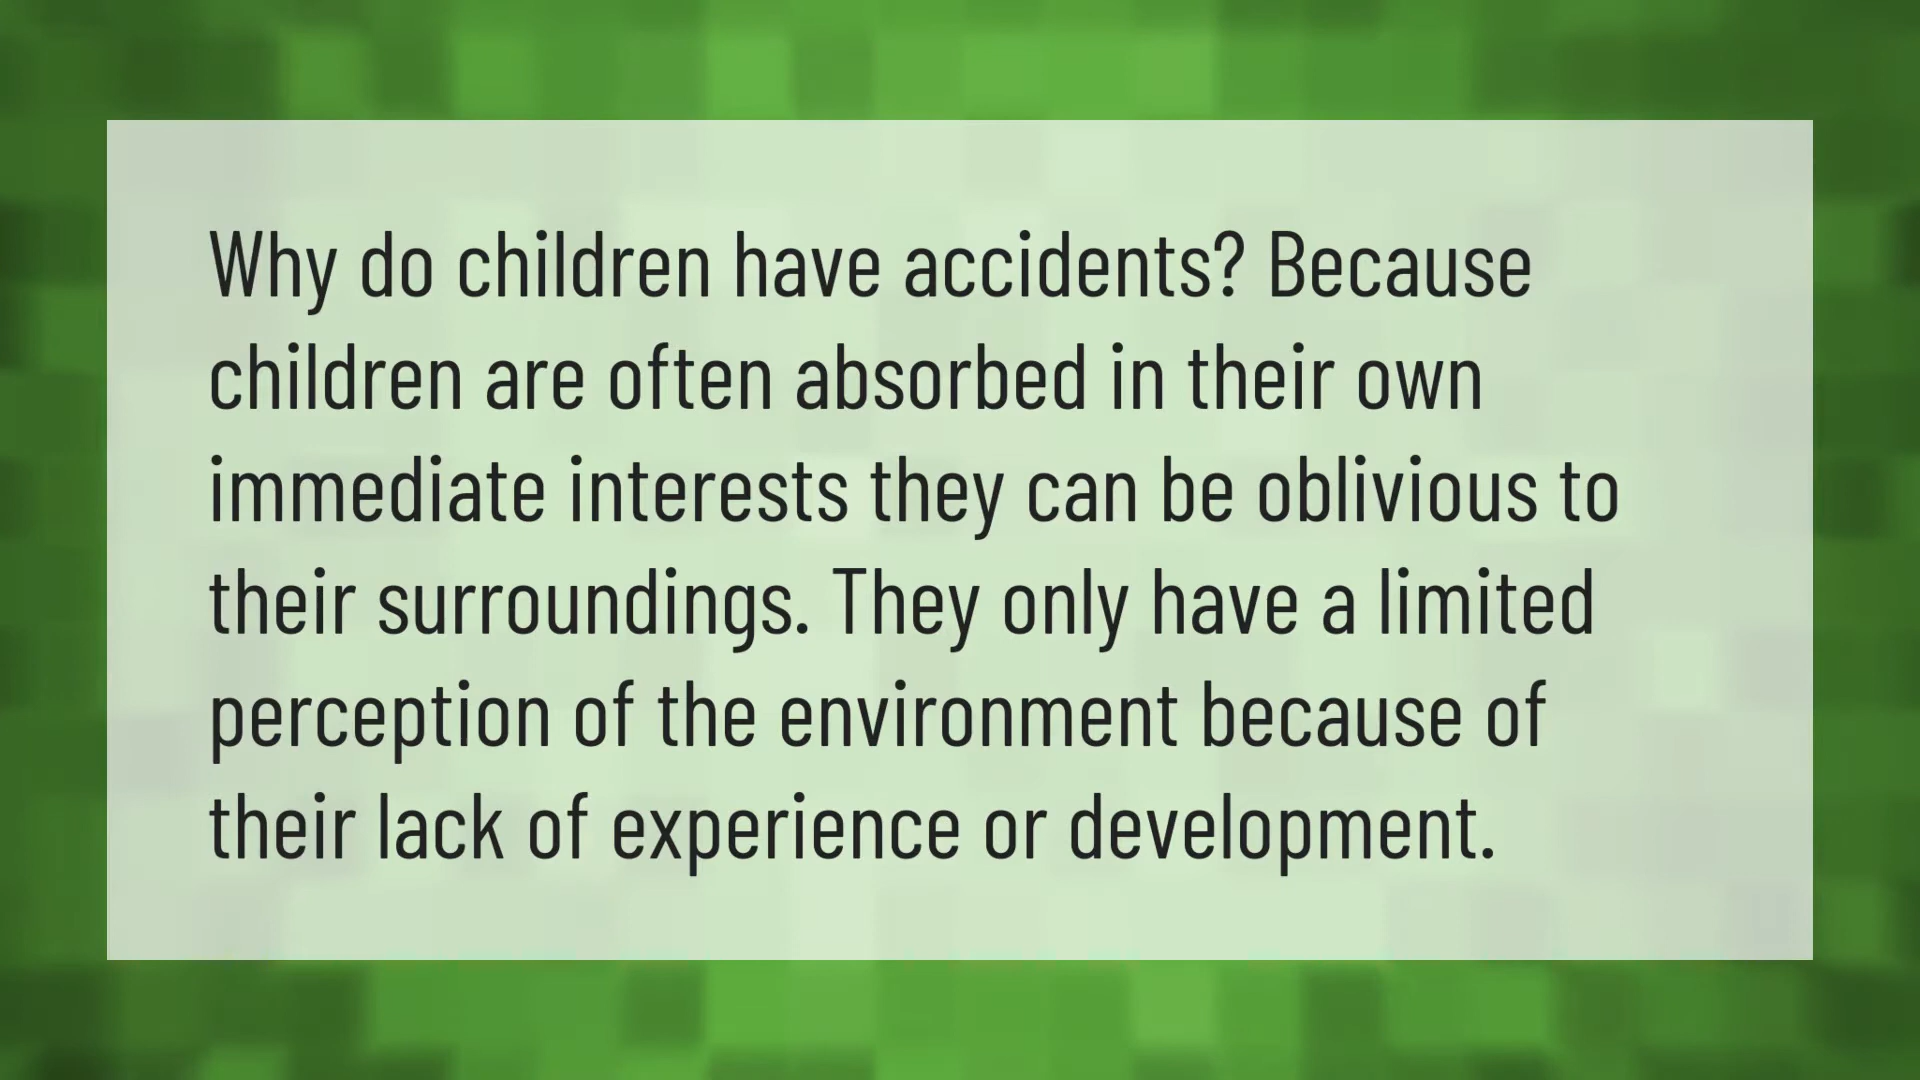 Why do children have accidents? Because
children are often absorbed in their own
immediate interests they can be oblivious to
their surroundings. They only have a limited
perception of the environment because of
their lack of experience or development.